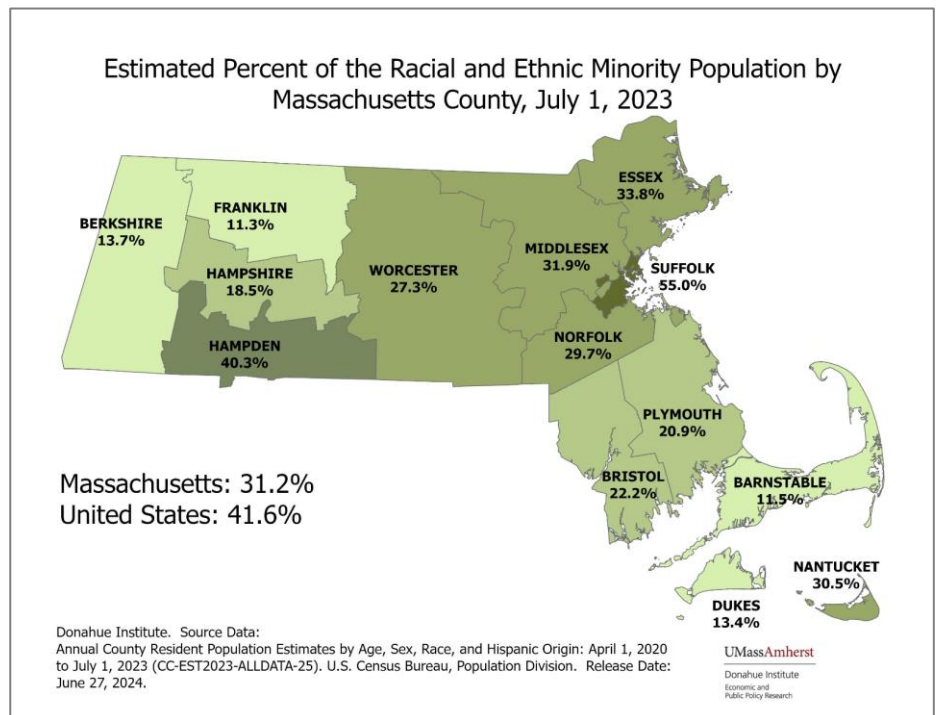 Estimated Percent of the Racial and Ethnic Minority Population by
Massachusetts County, July 1, 2023
ESSEX
33.8%
FRANKLIN
11.3%
BERKSHIRE
13.7%
MIDDLESEX
31.9%
HAMPSHIRE
18.5%
WORCESTER
27.3%
SUFFOLK
55.0%
HAMPDEN
40.3%
NORFOLK
29.7%
PLYMOUTH
20.9%
BRISTOL
22.2%
BARNSTABLE
11.5%
Massachusetts: 31.2%
United States: 41.6%
NANTUCKET
30.5%
DUKES
13.4%
Donahue Institute. Source Data:
Annual County Resident Population Estimates by Age, Sex, Race, and Hispanic Origin: April 1, 2020
to July 1, 2023 (CC-EST2023-ALLDATA-25). U.S. Census Bureau, Population Division. Release Date:
June 27, 2024.
UMassAmherst
Donahue Institute
Economic and
Public Policy Research